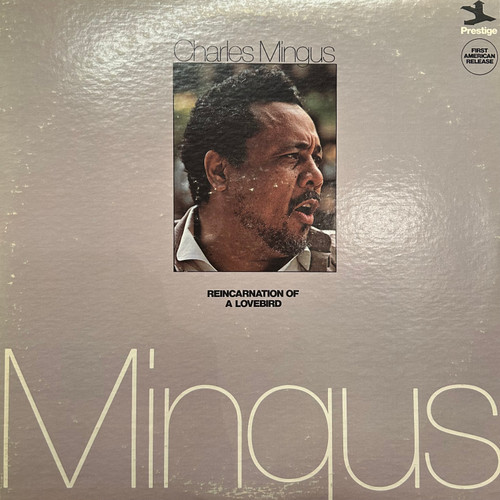 Prestige
FIRST
AMERICAN
RELEASE
Charles Mingus
REINCARNATION OF
A LOVEBIRD
Mingus